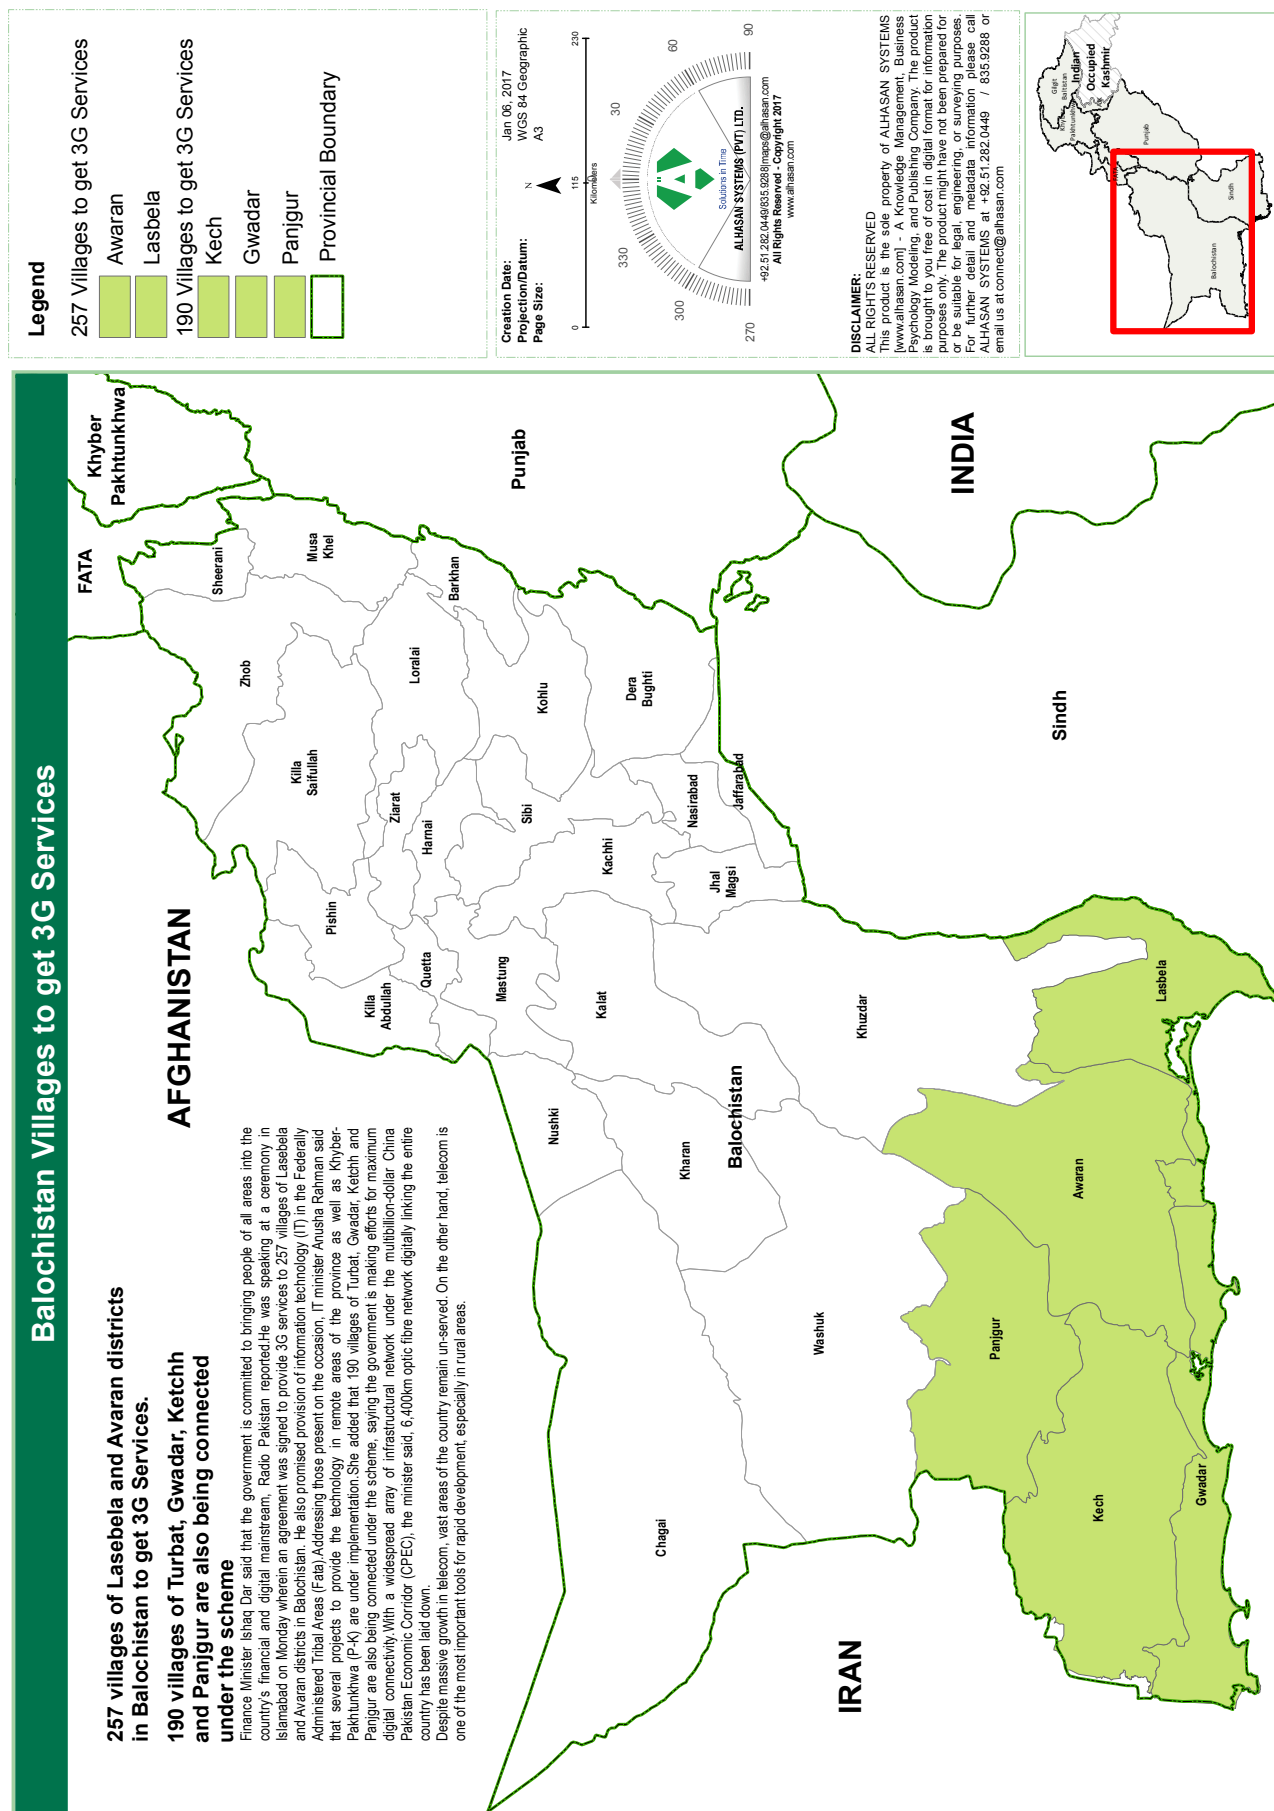 Balochistan Villages to get 3G Services
257 villages of Lasebela and Avaran districts
in Balochistan to get 3G Services.
190 villages of Turbat, Gwadar, Ketchh
and Panjgur are also being connected
under the scheme
Finance Minister Ishaq Dar said that the government is committed to bringing people of all areas into the
country's financial and digital mainstream, Radio Pakistan reported.He was speaking at a ceremony in
Islamabad on Monday wherein an agreement was signed to provide 3G services to 257 villages of Lasebela
and Avaran districts in Balochistan. He also promised provision of information technology (IT) in the Federally
Administered Tribal Areas (Fata).Addressing those present on the occasion, IT minister Anusha Rahman said
that several projects to provide the technology in remote areas of the province as well as Khyber-
Pakhtunkhwa (P-K) are under implementation.She added that 190 villages of Turbat, Gwadar, Ketchh and
Panjgur are also being connected under the scheme, saying the government is making efforts for maximum
digital connectivity.With a widespread array of infrastructural network under the multibillion-dollar China
Pakistan Economic Corridor (CPEC), the minister said, 6,400km optic fibre network digitally linking the entire
country has been laid down.
Despite massive growth in telecom, vast areas of the country remain un-served. On the other hand, telecom is
one of the most important tools for rapid development, especially in rural areas.
AFGHANISTAN
FATA
Khyber
Pakhtunkhwa
Punjab
INDIA
Sindh
IRAN
Balochistan
Sheerani
Musa
Khel
Zhob
Barkhan
Loralai
Killa
Saifullah
Kohlu
Dera
Bughti
Ziarat
Harnai
Sibi
Nasirabad
Jaffarabad
Kachhi
Jhal
Magsi
Pishin
Quetta
Killa
Abdullah
Mastung
Kalat
Khuzdar
Lasbela
Nushki
Kharan
Awaran
Washuk
Panjgur
Chagai
Kech
Gwadar
Legend
257 Villages to get 3G Services
Awaran
Lasbela
190 Villages to get 3G Services
Kech
Gwadar
Panjgur
Provincial Boundary
Creation Date:
Jan 06, 2017
Projection/Datum:
WGS 84 Geographic
Page Size:
A3
N
0
115
230
Kilometers
270
300
330
0
30
60
90
Solutions in Time
ALHASAN SYSTEMS (PVT) LTD.
+92.51.282.0449/835.9288|maps@alhasan.com
All Rights Reserved - Copyright 2017
www.alhasan.com
DISCLAIMER:
ALL RIGHTS RESERVED
This product is the sole property of ALHASAN SYSTEMS
[www.alhasan.com] - A Knowledge Management, Business
Psychology Modeling, and Publishing Company. The product
is brought to you free of cost in digital format for information
purposes only. The product might have not been prepared for
or be suitable for legal, engineering, or surveying purposes.
For further detail and metadata information please call
ALHASAN SYSTEMS at +92.51.282.0449 / 835.9288 or
email us at connect@alhasan.com
Gilgit
Baltistan
Indian
Occupied
Kashmir
Khyber
Pakhtunkhwa
Punjab
Balochistan
Sindh